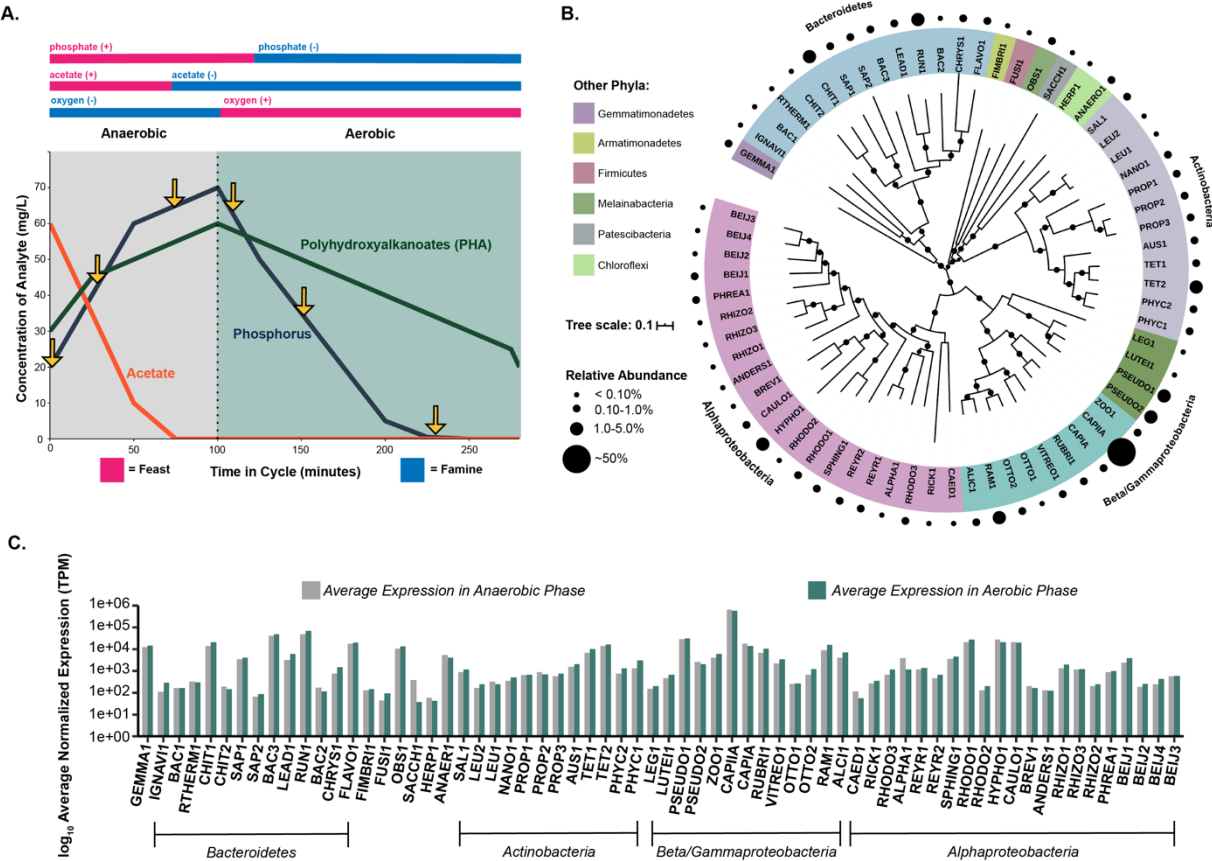 A.
phosphate (+)
phosphate (-)
acetate (+)
acetate (-)
oxygen (-)
oxygen (+)
Anaerobic
Aerobic
Concentration of Analyte (mg/L)
70
60
50
40
30
20
10
0
Polyhydroxyalkanoates (PHA)
Phosphorus
Acetate
0
50
100
150
200
250
= Feast
Time in Cycle (minutes)
= Famine
B.
Other Phyla:
Gemmatimonadetes
Armatimonadetes
Firmicutes
Melainabacteria
Patescibacteria
Chloroflexi
Tree scale: 0.1
Relative Abundance
< 0.10%
0.10-1.0%
1.0-5.0%
~50%
Bacteroidetes
Actinobacteria
Beta/Gammaproteobacteria
Alphaproteobacteria
GEMMA1
IGNAVI1
BAC1
RTHERM1
CHIT2
CHIT1
SAP1
SAP2
BAC3
LEAD1
RUN1
BAC2
CHRYS1
FLAVO1
FIMBRI1
FUSI1
OBS1
SACCH1
HERP1
ANAERO1
SAL1
LEU2
LEU1
NANO1
PROP1
PROP2
PROP3
AUS1
TET1
TET2
PHYC2
PHYC1
LEG1
LUTEI1
PSEUDO1
PSEUDO2
ZOO1
CAPIIA
CAPIA
RUBRI1
VITREO1
OTTO1
OTTO2
RAM1
ALIC1
CAED1
RICK1
RHODO3
ALPHA1
REYR1
REYR2
SPHING1
RHODO1
RHODO2
HYPHO1
CAULO1
BREV1
ANDERS1
RHIZO1
RHIZO3
RHIZO2
PHREA1
BEIJ1
BEIJ2
BEIJ4
BEIJ3
C.
Average Expression in Anaerobic Phase
Average Expression in Aerobic Phase
log10 Average Normalized Expression (TPM)
1e+06
1e+05
1e+04
1e+03
1e+02
1e+01
1e+00
GEMMA1
IGNAVI1
BAC1
RTHERM1
CHIT1
CHIT2
SAP1
SAP2
BAC3
LEAD1
RUN1
BAC2
CHRYS1
FLAVO1
FIMBRI1
FUSI1
OBS1
SACCH1
HERP1
ANAER1
SAL1
LEU2
LEU1
NANO1
PROP1
PROP2
PROP3
AUS1
TET1
TET2
PHYC2
PHYC1
LEG1
LUTEI1
PSEUDO1
PSEUDO2
ZOO1
CAPIIA
CAPIA
RUBRI1
VITREO1
OTTO1
OTTO2
RAM1
ALCI1
CAED1
RICK1
RHODO3
ALPHA1
REYR1
REYR2
SPHING1
RHODO1
RHODO2
HYPHO1
CAULO1
BREV1
ANDERS1
RHIZO1
RHIZO3
RHIZO2
PHREA1
BEIJ1
BEIJ2
BEIJ4
BEIJ3
Bacteroidetes
Actinobacteria
Beta/Gammaproteobacteria
Alphaproteobacteria